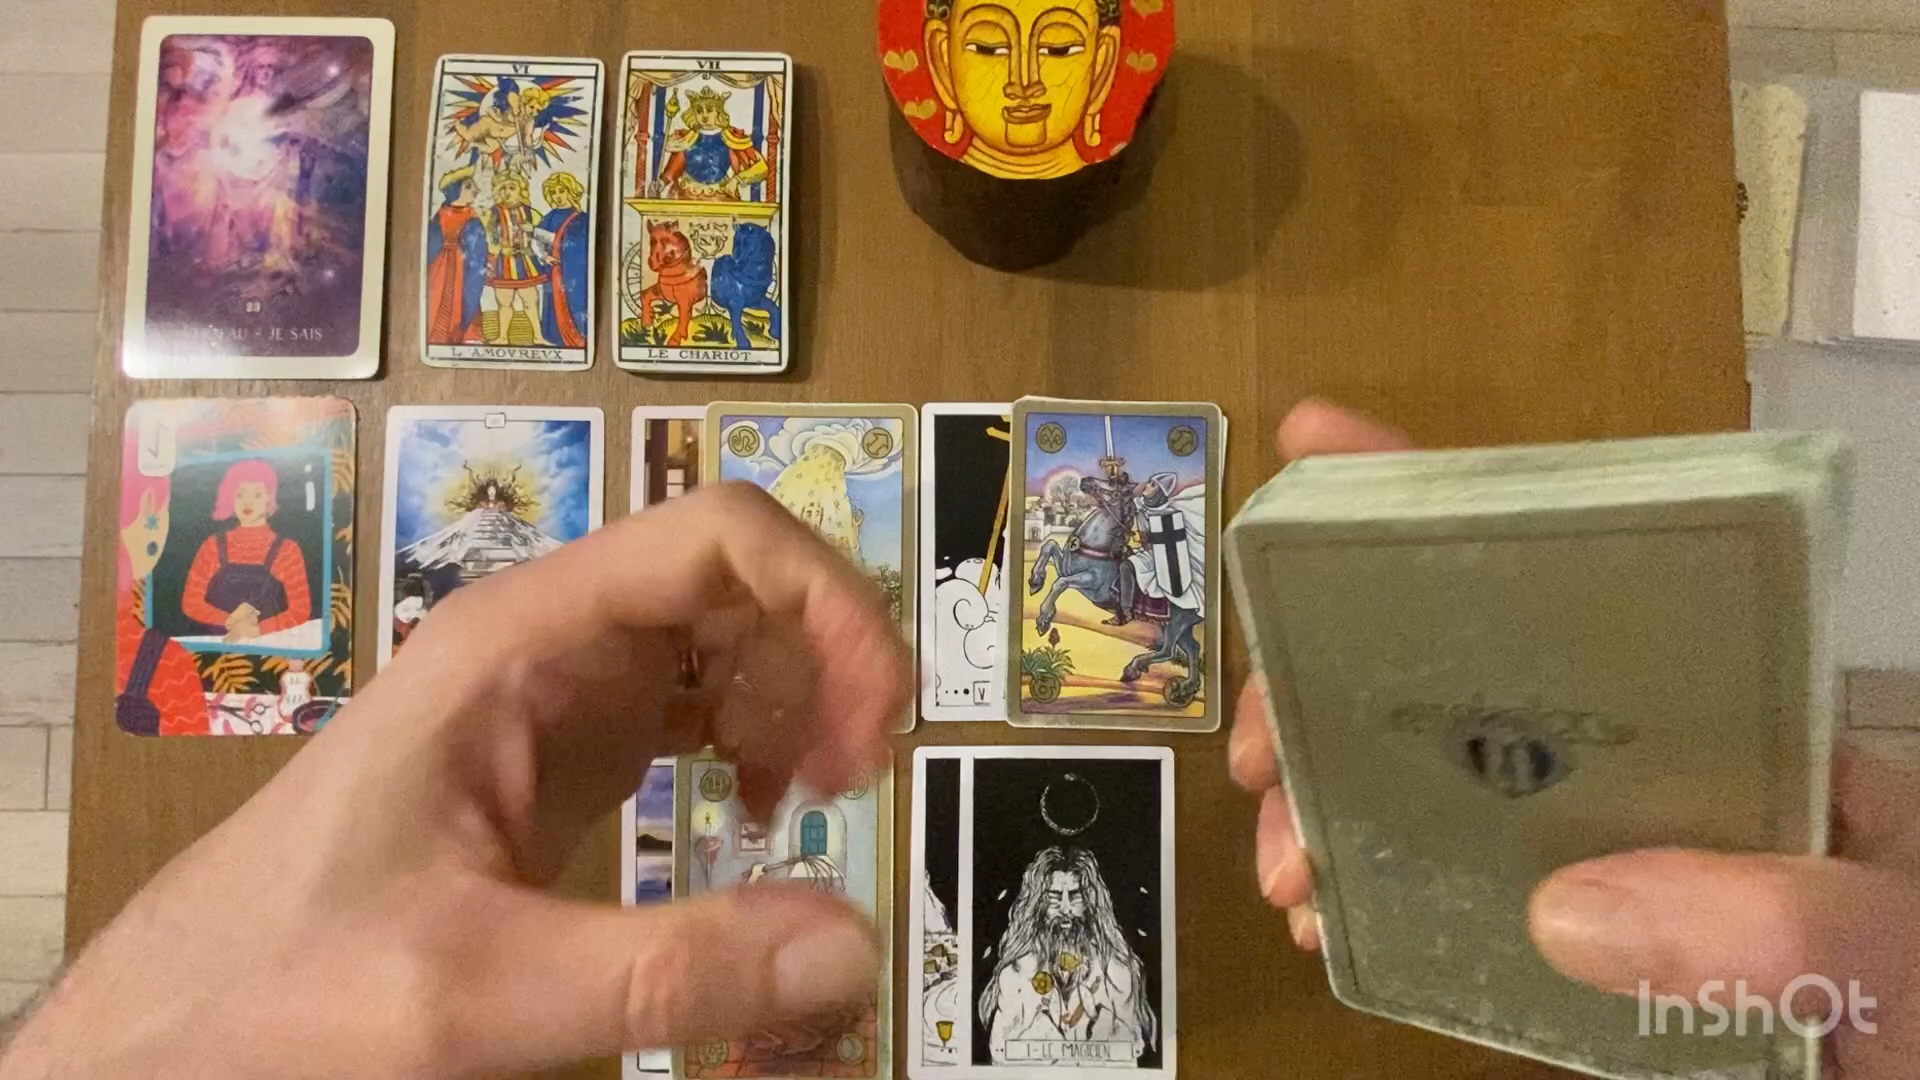 VI
VII
23
- JE SAIS
L'AMOVREVX
LE CHARIOT
V
I - LE MAGICIEN
InShOt